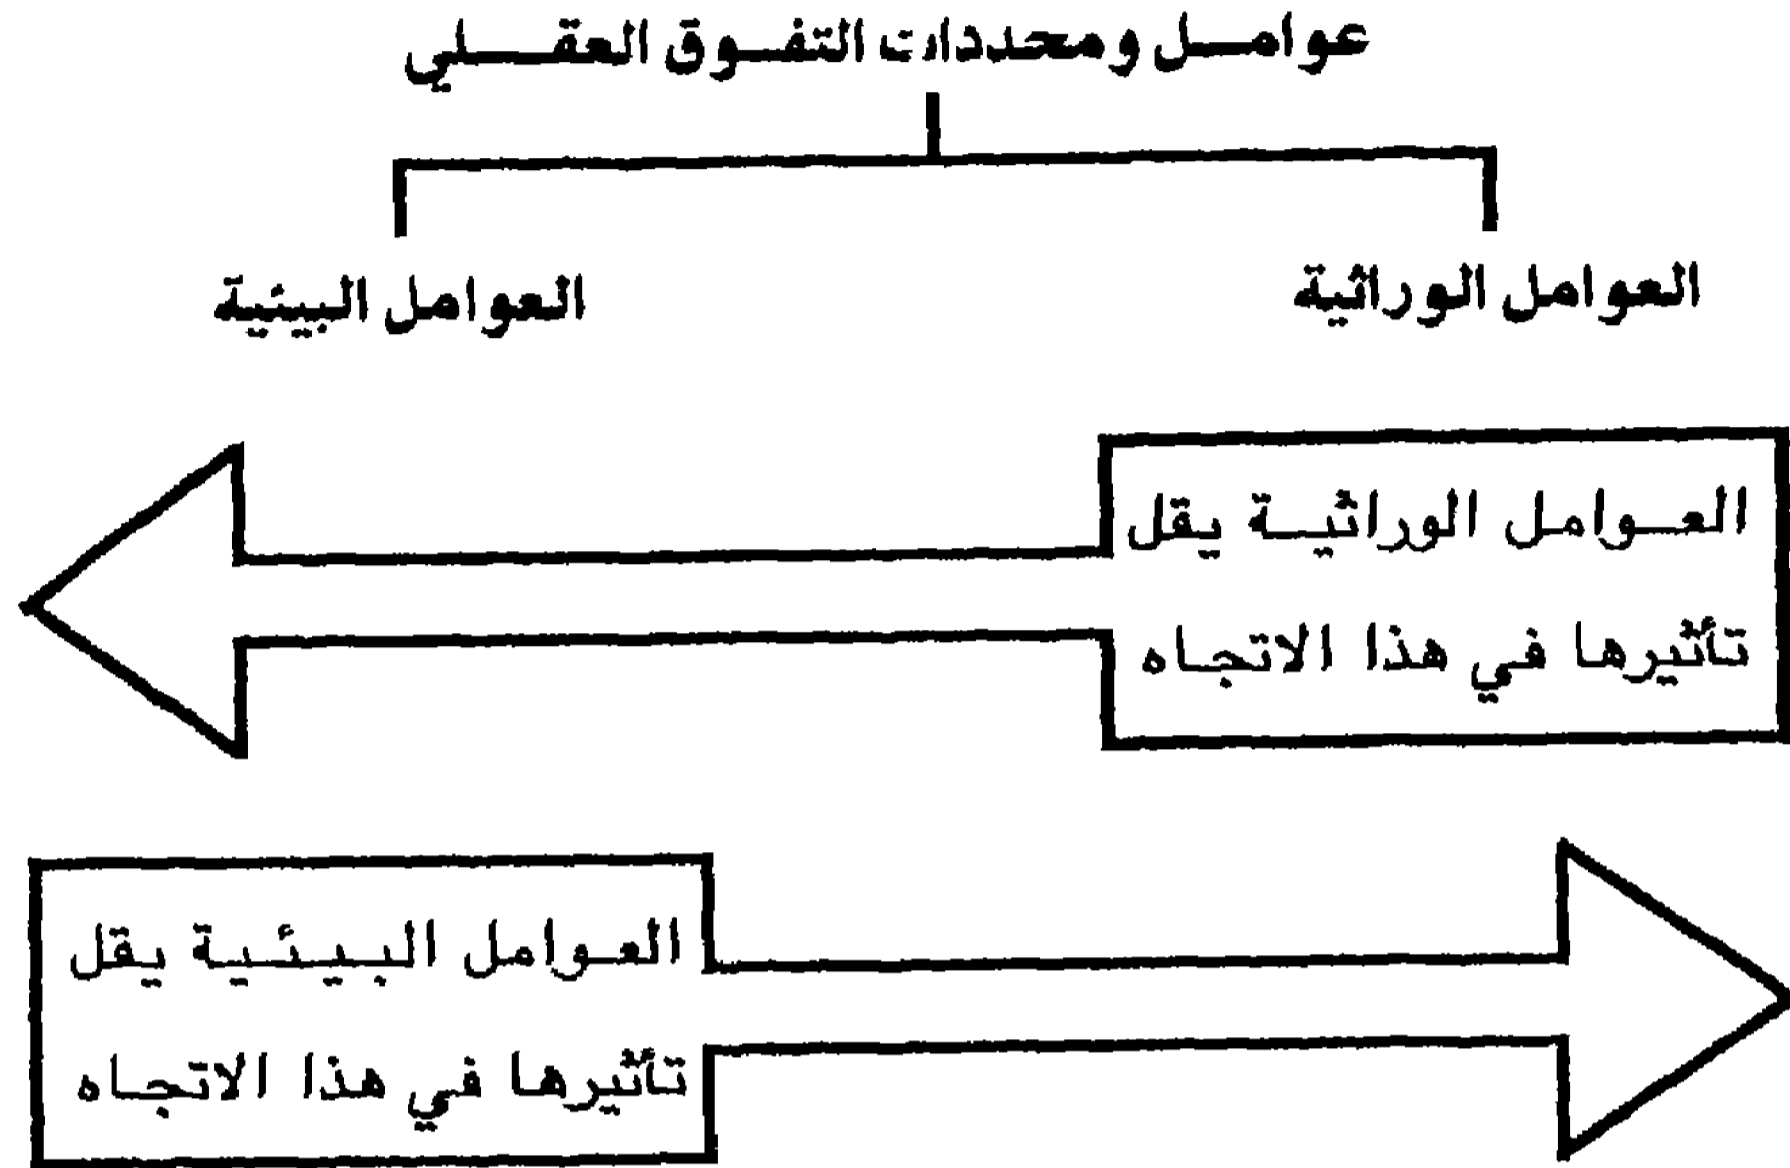 عوامل ومحددات التفوق العقلي
العوامل الوراثية
العوامل البيئية
العوامل الوراثية يقل
تأثيرها في هذا الاتجاه
العوامل البيئية يقل
تأثيرها في هذا الاتجاه